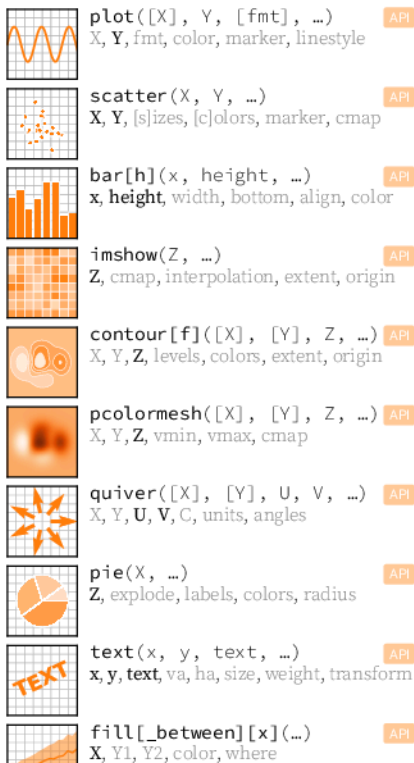 plot([X], Y, [fmt], …) API
X, Y, fmt, color, marker, linestyle
scatter(X, Y, …) API
X, Y, [s]izes, [c]olors, marker, cmap
bar[h](x, height, …) API
x, height, width, bottom, align, color
imshow(Z, …) API
Z, cmap, interpolation, extent, origin
contour[f]([X], [Y], Z, …) API
X, Y, Z, levels, colors, extent, origin
pcolormesh([X], [Y], Z, …) API
X, Y, Z, vmin, vmax, cmap
quiver([X], [Y], U, V, …) API
X, Y, U, V, C, units, angles
pie(X, …) API
Z, explode, labels, colors, radius
TEXT text(x, y, text, …) API
x, y, text, va, ha, size, weight, transform
fill[_between][x](…) API
X, Y1, Y2, color, where